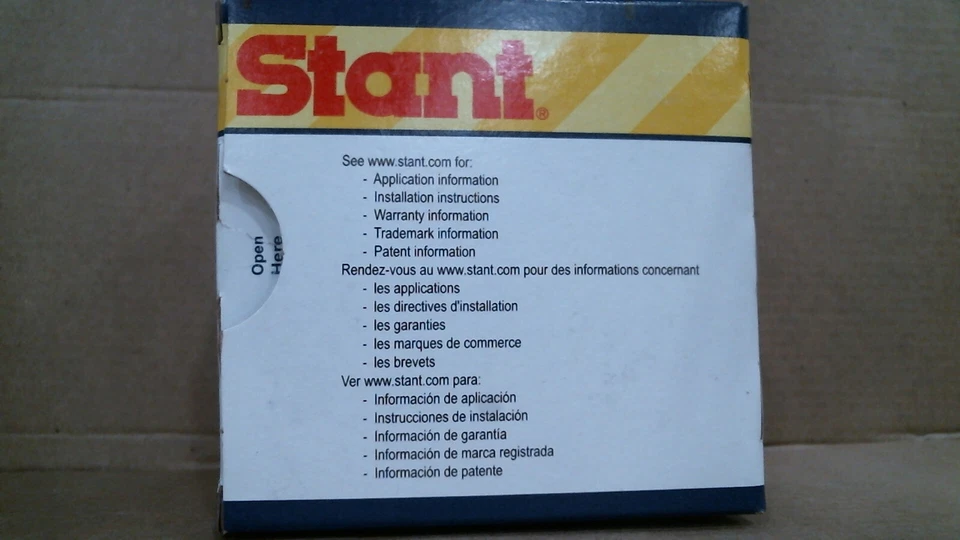 Stant®
See www.stant.com for:
- Application information
- Installation instructions
- Warranty information
- Trademark information
- Patent information
Rendez-vous au www.stant.com pour des informations concernant
- les applications
- les directives d'installation
- les garanties
- les marques de commerce
- les brevets
Ver www.stant.com para:
- Información de aplicación
- Instrucciones de instalación
- Información de garantía
- Información de marca registrada
- Información de patente
Open
Here